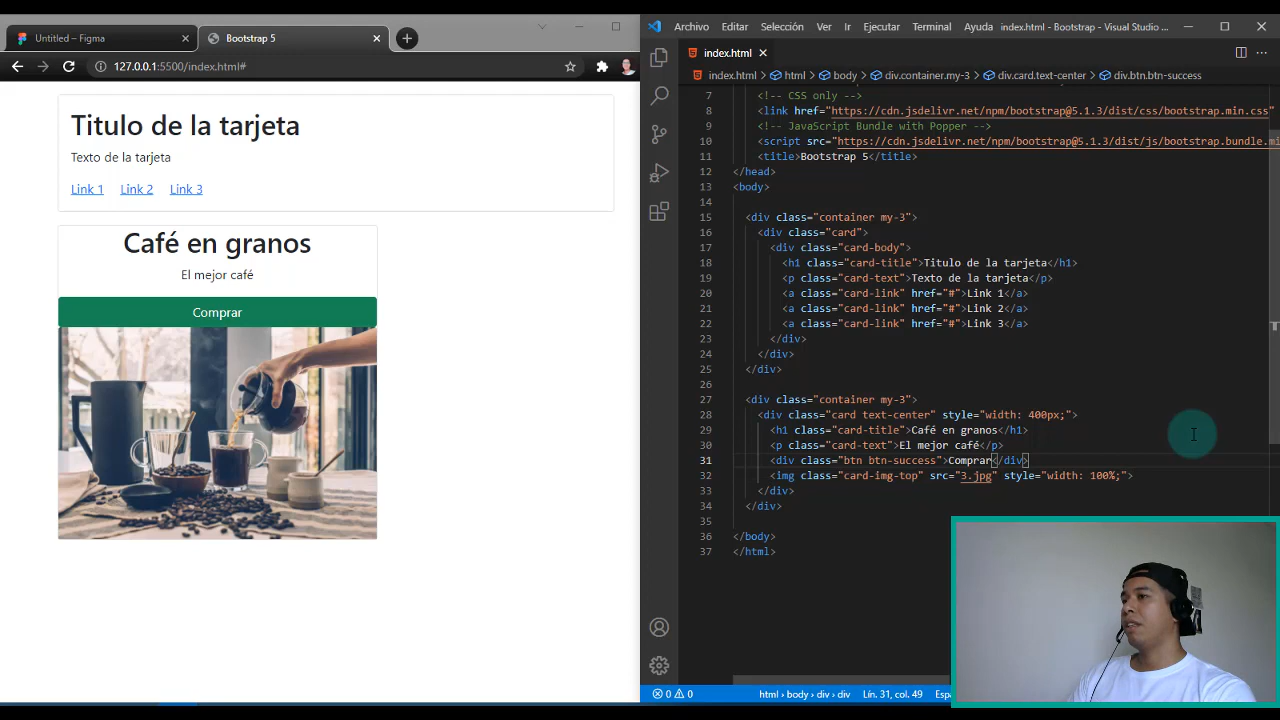 Untitled – Figma
Bootstrap 5
127.0.0.1:5500/index.html#
Titulo de la tarjeta
Texto de la tarjeta
Link 1 Link 2 Link 3
Café en granos
El mejor café
Comprar
Archivo Editar Selección Ver Ir Ejecutar Terminal Ayuda index.html - Bootstrap - Visual Studio ...
index.html
index.html > html > body > div.container.my-3 > div.card.text-center > div.btn.btn-success
7 <!-- CSS only -->
8 <link href="https://cdn.jsdelivr.net/npm/bootstrap@5.1.3/dist/css/bootstrap.min.css"
9 <!-- JavaScript Bundle with Popper -->
10 <script src="https://cdn.jsdelivr.net/npm/bootstrap@5.1.3/dist/js/bootstrap.bundle.mi
11 <title>Bootstrap 5</title>
12 </head>
13 <body>
14
15 <div class="container my-3">
16 <div class="card">
17 <div class="card-body">
18 <h1 class="card-title">Titulo de la tarjeta</h1>
19 <p class="card-text">Texto de la tarjeta</p>
20 <a class="card-link" href="#">Link 1</a>
21 <a class="card-link" href="#">Link 2</a>
22 <a class="card-link" href="#">Link 3</a>
23 </div>
24 </div>
25 </div>
26
27 <div class="container my-3">
28 <div class="card text-center" style="width: 400px;">
29 <h1 class="card-title">Café en granos</h1>
30 <p class="card-text">El mejor café</p>
31 <div class="btn btn-success">Comprar</div>
32 <img class="card-img-top" src="3.jpg" style="width: 100%;">
33 </div>
34 </div>
35
36 </body>
37 </html>
0 0 html > body > div > div Lín. 31, col. 49 Espa